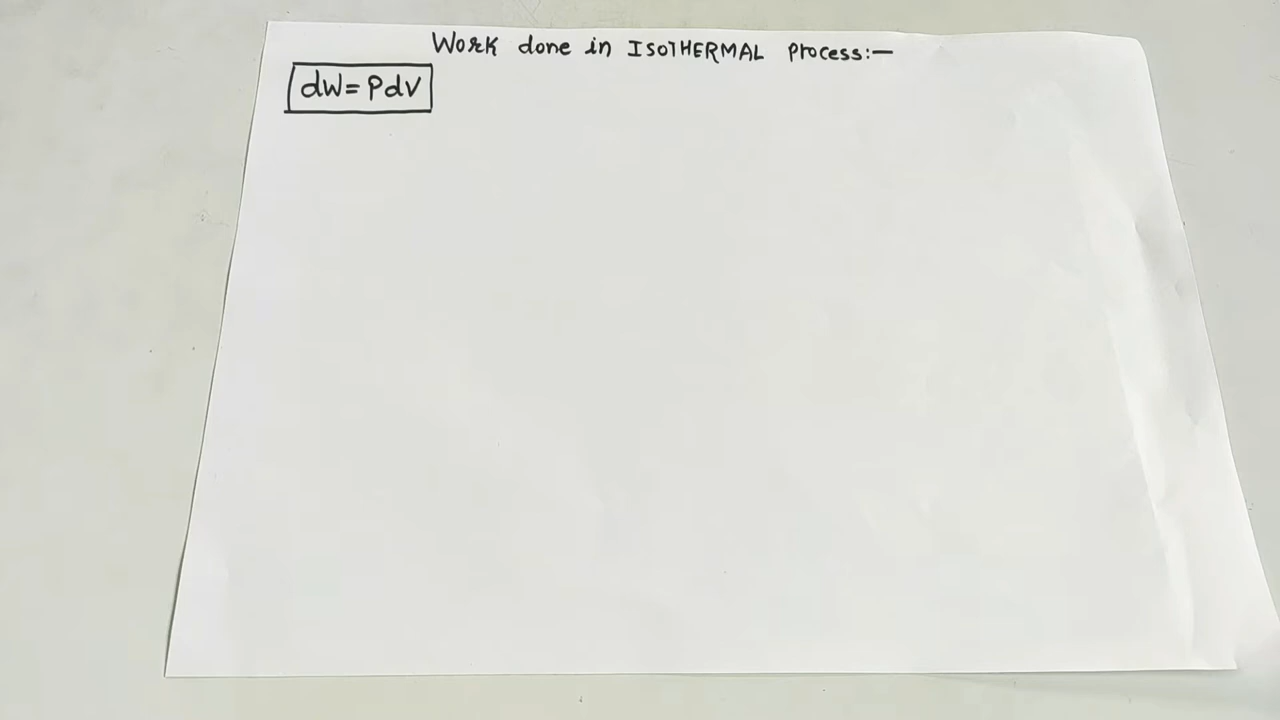 Work done in ISOTHERMAL Process:-
dW = PdV